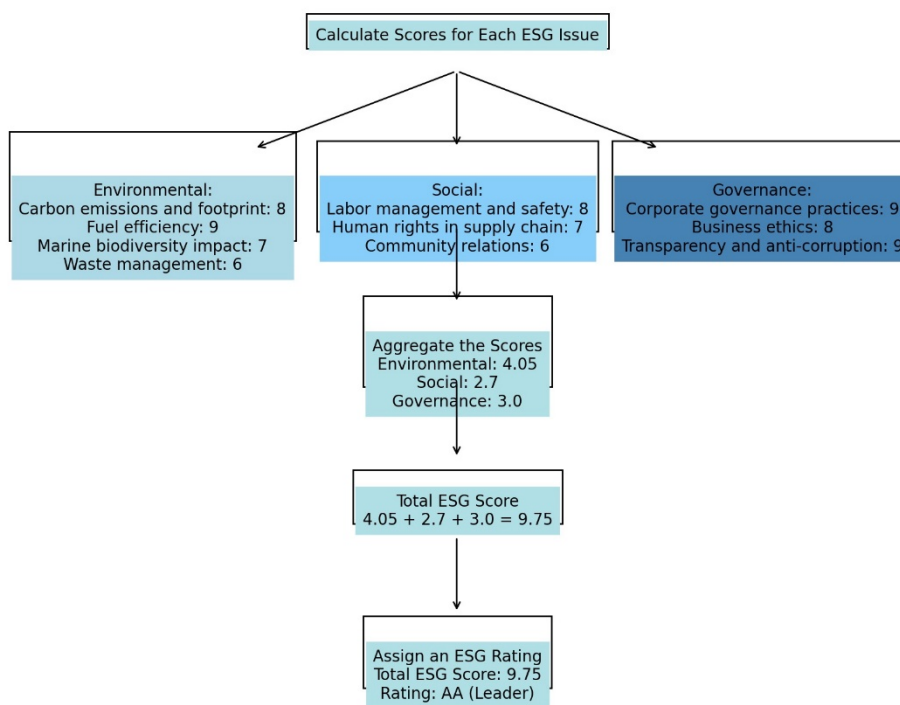 Calculate Scores for Each ESG Issue
Environmental:
Carbon emissions and footprint: 8
Fuel efficiency: 9
Marine biodiversity impact: 7
Waste management: 6
Social:
Labor management and safety: 8
Human rights in supply chain: 7
Community relations: 6
Governance:
Corporate governance practices: 9
Business ethics: 8
Transparency and anti-corruption: 9
Aggregate the Scores
Environmental: 4.05
Social: 2.7
Governance: 3.0
Total ESG Score
4.05 + 2.7 + 3.0 = 9.75
Assign an ESG Rating
Total ESG Score: 9.75
Rating: AA (Leader)